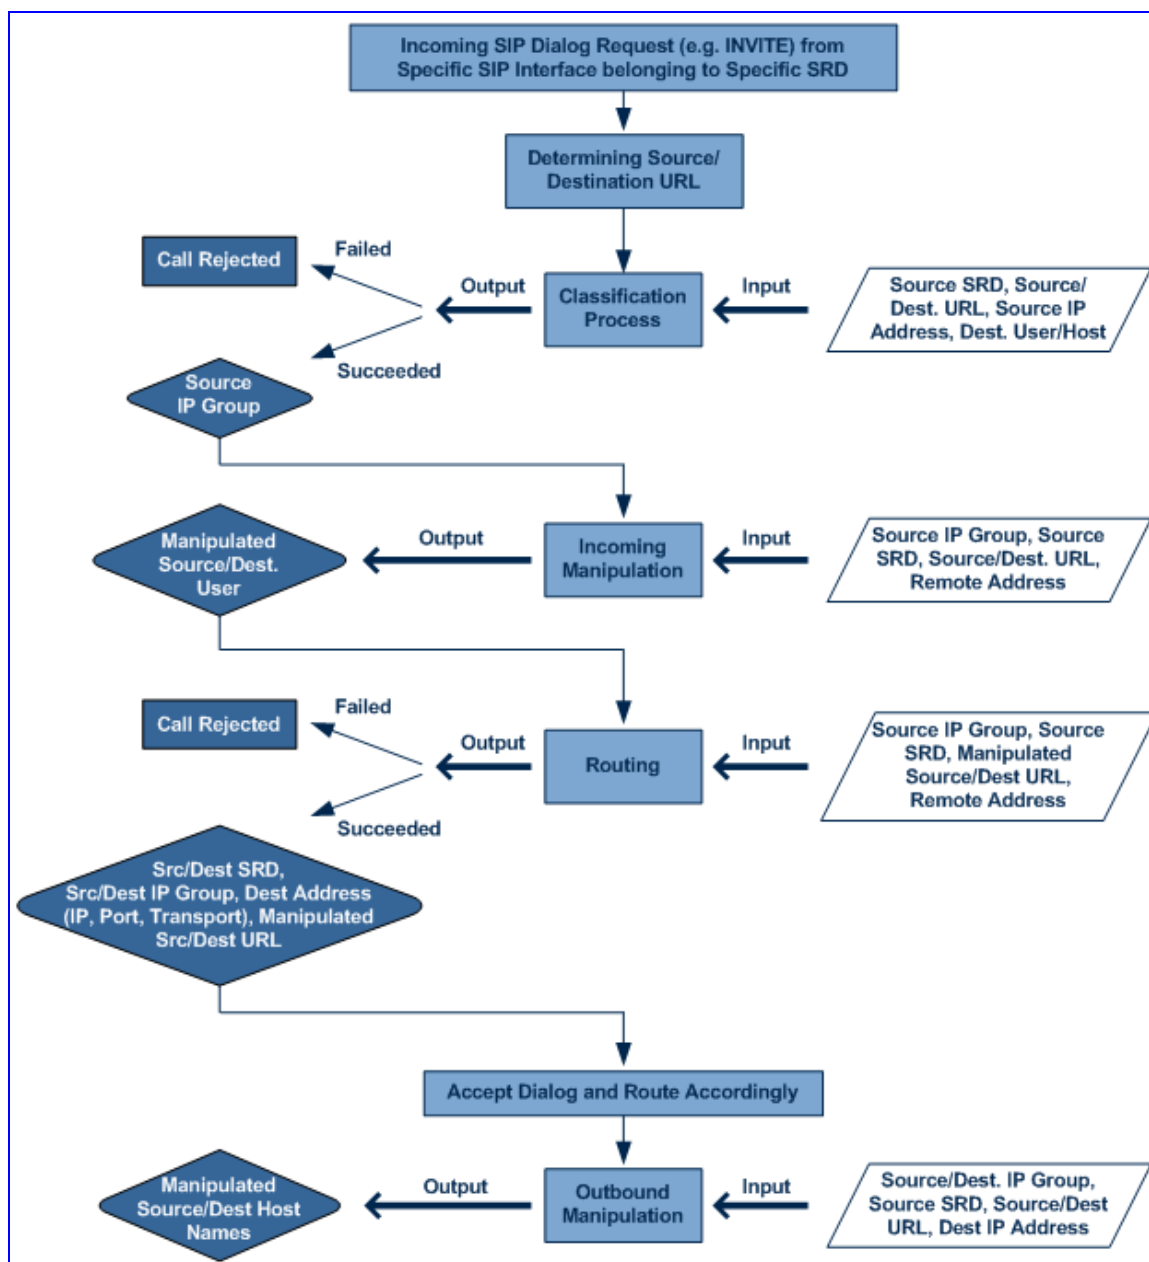 Incoming SIP Dialog Request (e.g. INVITE) from
Specific SIP Interface belonging to Specific SRD
Determining Source/
Destination URL
Call Rejected
Failed
Output
Classification
Process
Input
Source SRD, Source/
Dest. URL, Source IP
Address, Dest. User/Host
Succeeded
Source
IP Group
Manipulated
Source/Dest.
User
Output
Incoming
Manipulation
Input
Source IP Group, Source
SRD, Source/Dest. URL,
Remote Address
Call Rejected
Failed
Output
Routing
Input
Source IP Group, Source
SRD, Manipulated
Source/Dest URL,
Remote Address
Succeeded
Src/Dest SRD,
Src/Dest IP Group, Dest Address
(IP, Port, Transport), Manipulated
Src/Dest URL
Accept Dialog and Route Accordingly
Manipulated
Source/Dest Host
Names
Output
Outbound
Manipulation
Input
Source/Dest. IP Group,
Source SRD, Source/Dest
URL, Dest IP Address